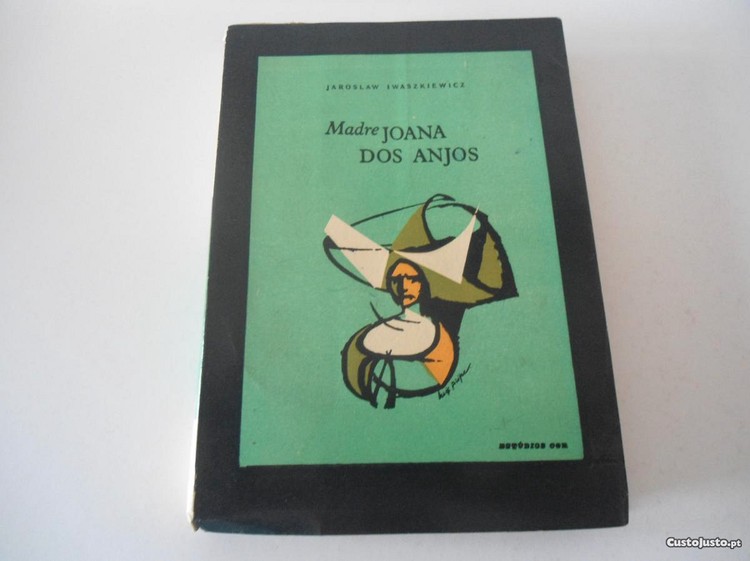 JAROSLAW IWASZKIEWICZ
Madre JOANA
DOS ANJOS
ESTÚDIOS COR
CustoJusto.pt